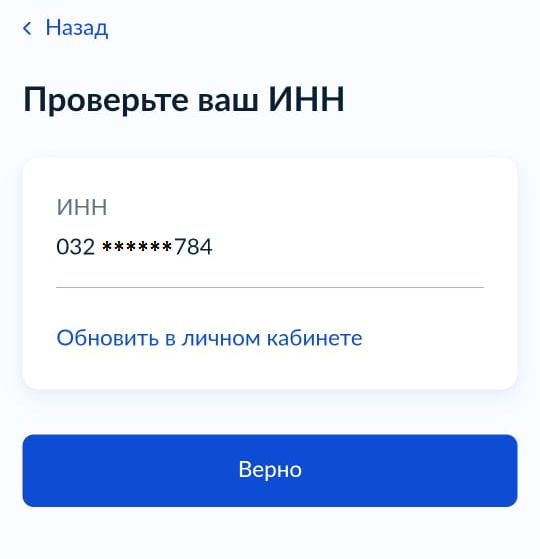 Назад
Проверьте ваш ИНН
ИНН
032 ******784
Обновить в личном кабинете
Верно